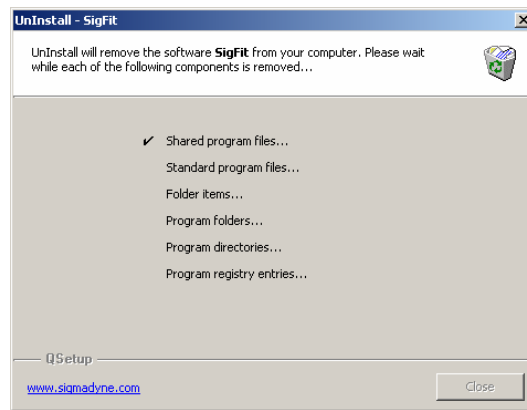 UnInstall - SigFit
UnInstall will remove the software SigFit from your computer. Please wait
while each of the following components is removed...
✓ Shared program files...
Standard program files...
Folder items...
Program folders...
Program directories...
Program registry entries...
QSetup
www.sigmadyne.com
Close